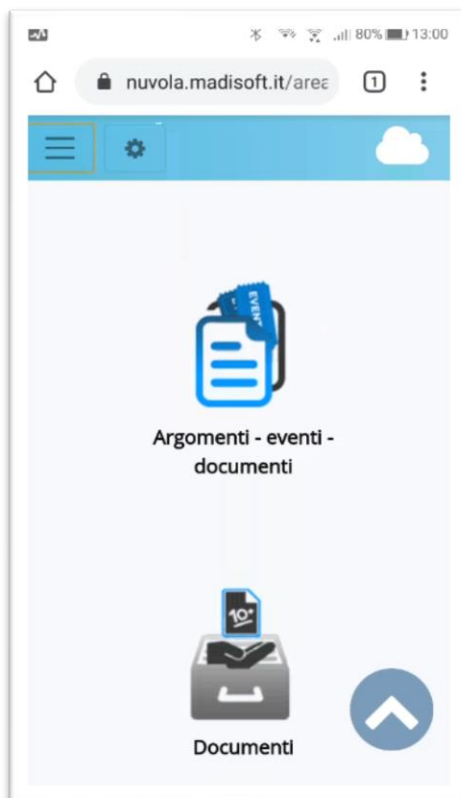 80% 13:00
nuvola.madisoft.it/area
1
EVENT
Argomenti - eventi -
documenti
10+
Documenti